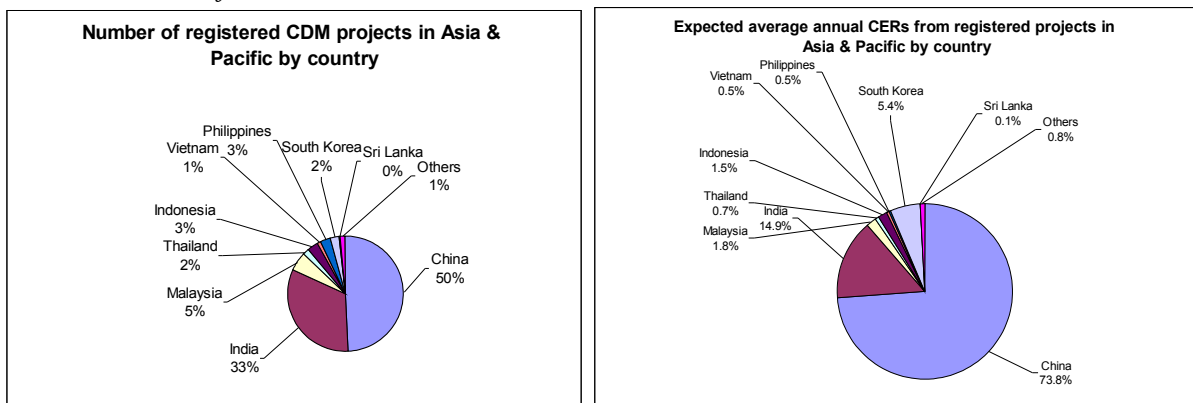 Number of registered CDM projects in Asia &
Pacific by country
Philippines
3%
Vietnam
1%
South Korea
2%
Sri Lanka
0%
Others
1%
Indonesia
3%
Thailand
2%
Malaysia
5%
China
50%
India
33%
Expected average annual CERs from registered projects in
Asia & Pacific by country
Philippines
0.5%
Vietnam
0.5%
South Korea
5.4%
Sri Lanka
0.1%
Others
0.8%
Indonesia
1.5%
Thailand
0.7%
India
14.9%
Malaysia
1.8%
China
73.8%